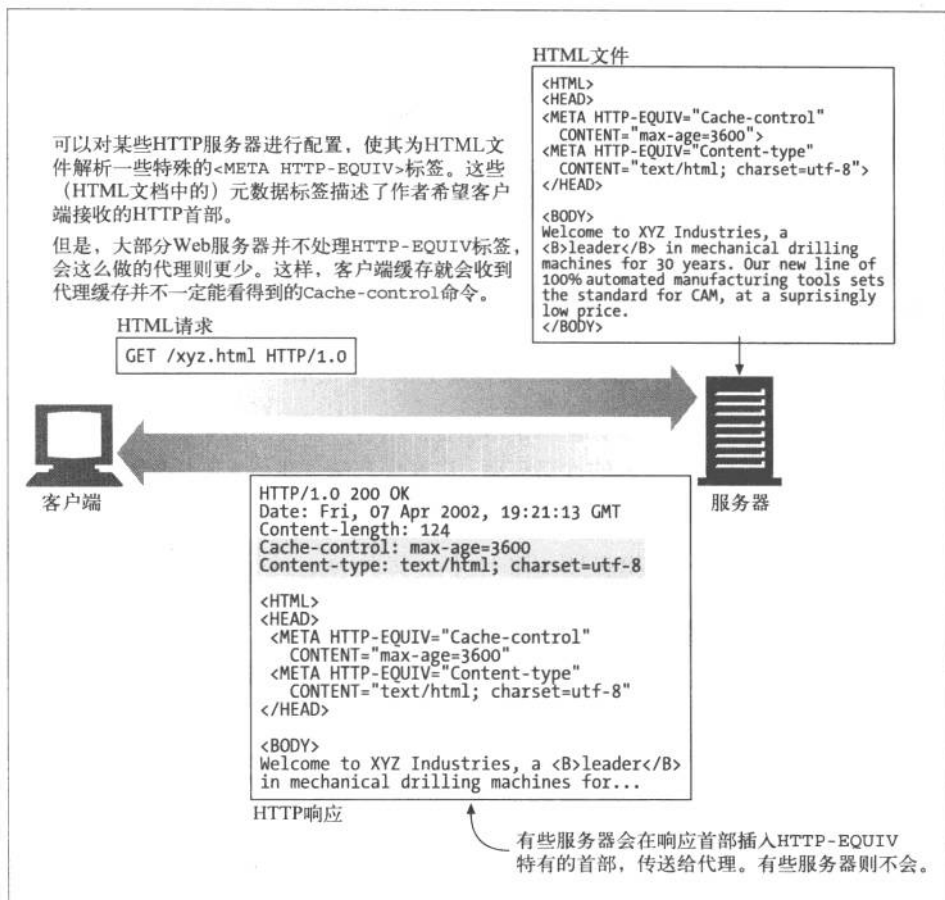 HTML文件
<HTML>
<HEAD>
<META HTTP-EQUIV="Cache-control"
CONTENT="max-age=3600">
<META HTTP-EQUIV="Content-type"
CONTENT="text/html; charset=utf-8">
</HEAD>
<BODY>
Welcome to XYZ Industries, a
<B>leader</B> in mechanical drilling
machines for 30 years. Our new line of
100% automated manufacturing tools sets
the standard for CAM, at a suprisingly
low price.
</BODY>
可以对某些HTTP服务器进行配置，使其为HTML文
件解析一些特殊的<META HTTP-EQUIV>标签。这些
（HTML文档中的）元数据标签描述了作者希望客户
端接收的HTTP首部。
但是，大部分Web服务器并不处理HTTP-EQUIV标签，
会这么做的代理则更少。这样，客户端缓存就会收到
代理缓存并不一定能看得到的Cache-control命令。
HTML请求
GET /xyz.html HTTP/1.0
客户端
服务器
HTTP/1.0 200 OK
Date: Fri, 07 Apr 2002, 19:21:13 GMT
Content-length: 124
Cache-control: max-age=3600
Content-type: text/html; charset=utf-8
<HTML>
<HEAD>
<META HTTP-EQUIV="Cache-control"
CONTENT="max-age=3600"
<META HTTP-EQUIV="Content-type"
CONTENT="text/html; charset=utf-8"
</HEAD>
<BODY>
Welcome to XYZ Industries, a <B>leader</B>
in mechanical drilling machines for...
HTTP响应
有些服务器会在响应首部插入HTTP-EQUIV
特有的首部，传送给代理。有些服务器则不会。